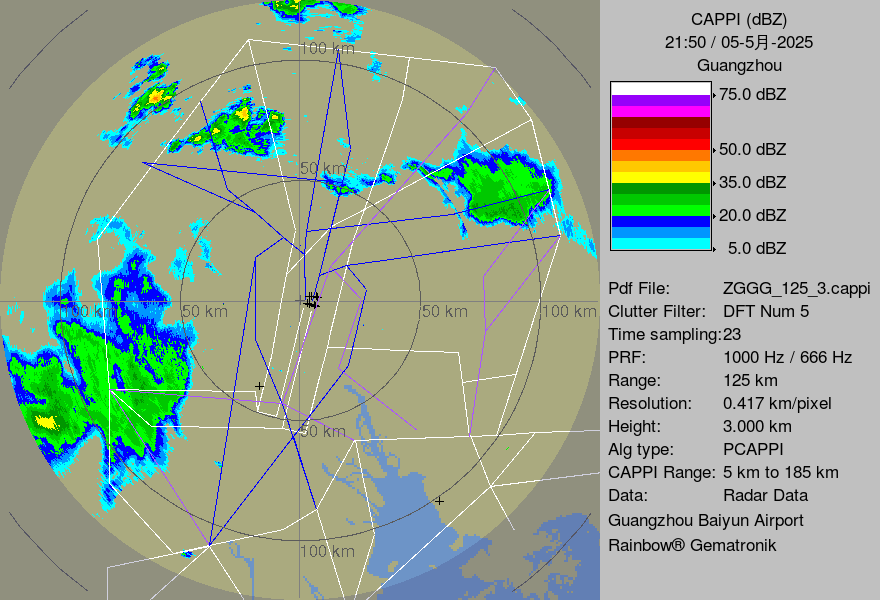 CAPPI (dBZ)
21:50 / 05-5月-2025
Guangzhou
75.0 dBZ
50.0 dBZ
35.0 dBZ
20.0 dBZ
5.0 dBZ
Pdf File: ZGGG_125_3.cappi
Clutter Filter: DFT Num 5
Time sampling:23
PRF: 1000 Hz / 666 Hz
Range: 125 km
Resolution: 0.417 km/pixel
Height: 3.000 km
Alg type: PCAPPI
CAPPI Range: 5 km to 185 km
Data: Radar Data
Guangzhou Baiyun Airport
Rainbow® Gematronik
100 km
50 km
100 km
50 km
50 km
100 km
50 km
100 km